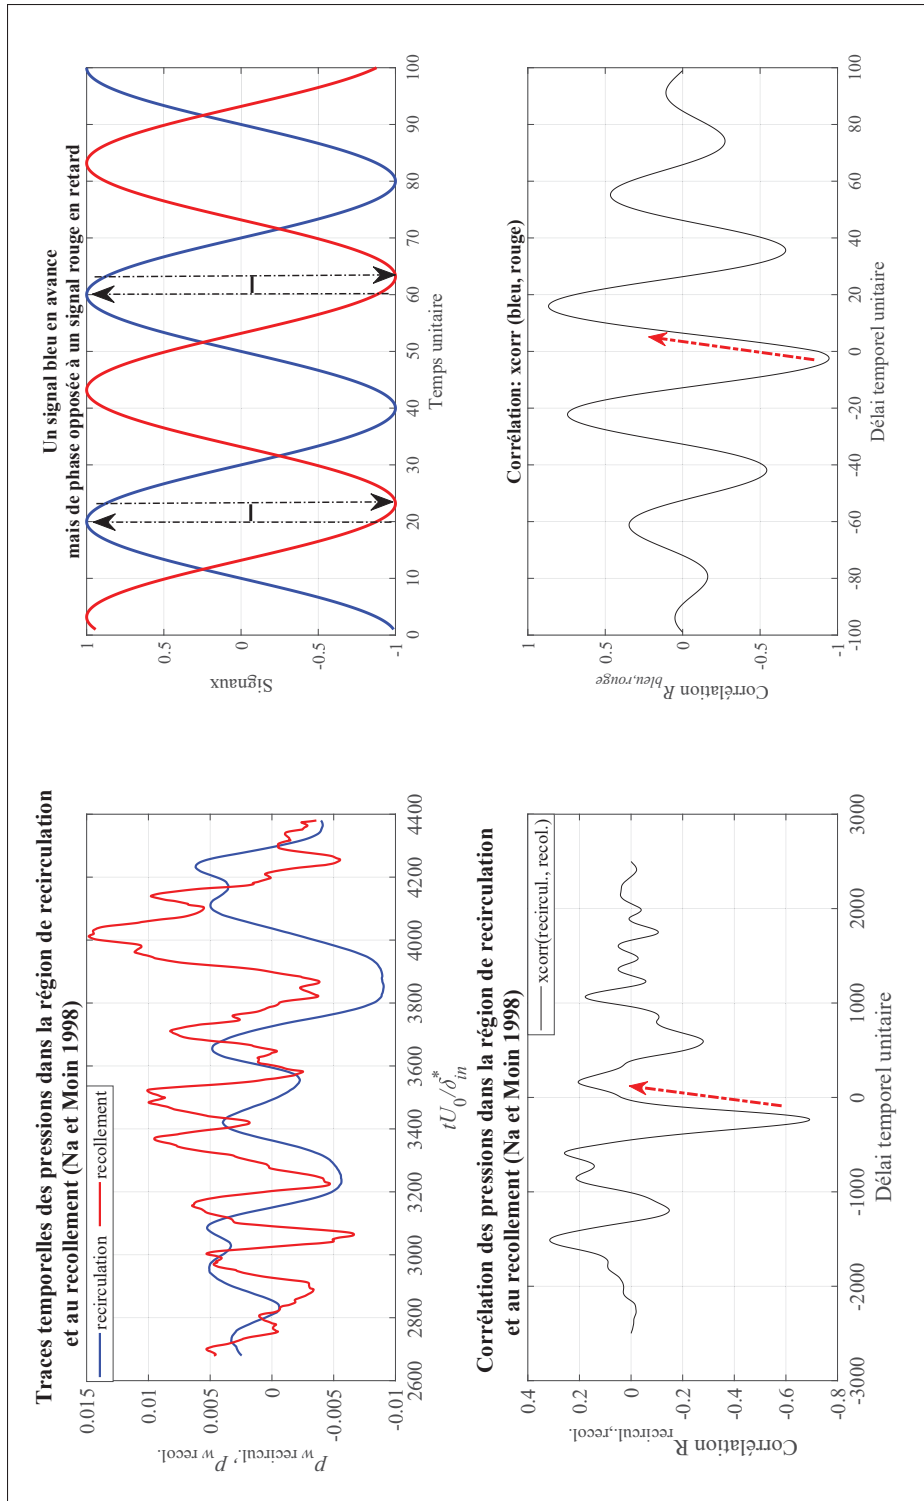 Traces temporelles des pressions dans la région de recirculation
et au recollement (Na et Moin 1998)
recirculation
recollement
0.015
0.01
0.005
0
-0.005
-0.01
p_w recircul., p_w recol.
2600 2800 3000 3200 3400 3600 3800 4000 4200 4400
tU_0/δ*_in
Un signal bleu en avance
mais de phase opposée à un signal rouge en retard
1
0.5
0
-0.5
-1
Signaux
0 10 20 30 40 50 60 70 80 90 100
Temps unitaire
Corrélation des pressions dans la région de recirculation
et au recollement (Na et Moin 1998)
xcorr(recircul., recol.)
0.4
0.2
0
-0.2
-0.4
-0.6
-0.8
Corrélation R recircul.,recol.
-3000 -2000 -1000 0 1000 2000 3000
Délai temporel unitaire
Corrélation: xcorr (bleu, rouge)
1
0.5
0
-0.5
-1
Corrélation R bleu,rouge
-100 -80 -60 -40 -20 0 20 40 60 80 100
Délai temporel unitaire